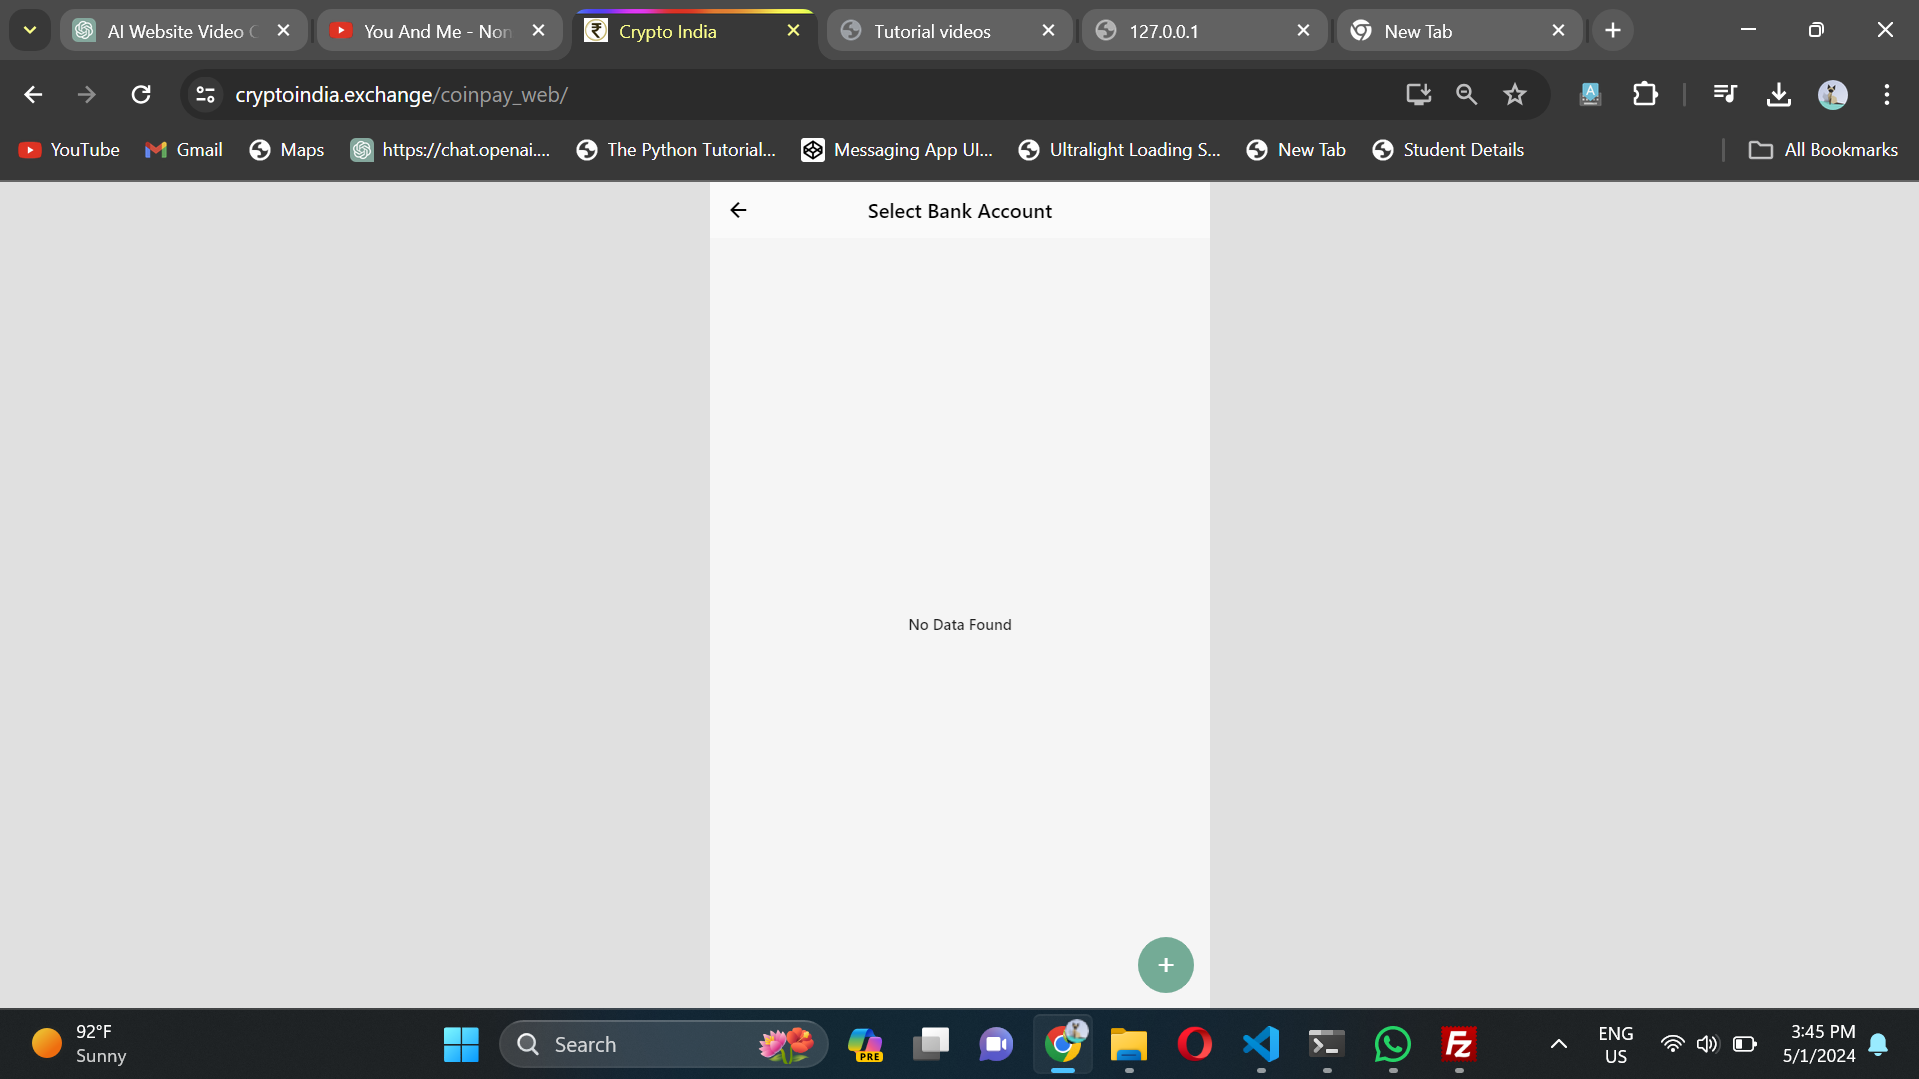 AI Website Video C
You And Me - Non
Crypto India
Tutorial videos
127.0.0.1
New Tab
cryptoindia.exchange/coinpay_web/
YouTube
Gmail
Maps
https://chat.openai....
The Python Tutorial...
Messaging App UI...
Ultralight Loading S...
New Tab
Student Details
All Bookmarks
Select Bank Account
No Data Found
+
92°F
Sunny
Search
PRE
ENG
US
3:45 PM
5/1/2024